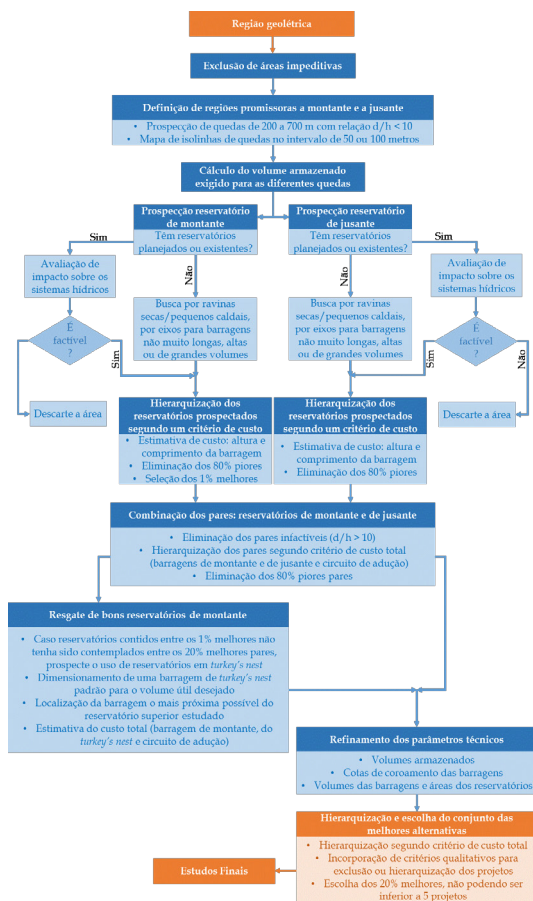 Região geolétrica
Exclusão de áreas impeditivas
Definição de regiões promissoras a montante e a jusante
• Prospecção de quedas de 200 a 700 m com relação d/h < 10
• Mapa de isolinhas de quedas no intervalo de 50 ou 100 metros
Cálculo do volume armazenado
exigido para as diferentes quedas
Prospecção reservatório
de montante
Têm reservatórios
planejados ou existentes?
Prospecção reservatório
de jusante
Têm reservatórios
planejados ou existentes?
Sim
Sim
Não
Não
Avaliação de
impacto sobre os
sistemas hídricos
Busca por ravinas
secas/pequenos caldais,
por eixos para barragens
não muito longas, altas
ou de grandes volumes
Busca por ravinas
secas/pequenos caldais,
por eixos para barragens
não muito longas, altas
ou de grandes volumes
Avaliação de
impacto sobre os
sistemas hídricos
É
factível
?
Sim
Sim
É
factível
?
Não
Descarte a área
Descarte a área
Hierarquização dos
reservatórios prospectados
segundo um critério de custo
• Estimativa de custo: altura e
comprimento da barragem
• Eliminação dos 80% piores
• Seleção dos 1% melhores
Hierarquização dos
reservatórios prospectados
segundo um critério de custo
• Estimativa de custo: altura e
comprimento da barragem
• Eliminação dos 80% piores
Combinação dos pares: reservatórios de montante e de jusante
• Eliminação dos pares infactíveis (d/h > 10)
• Hierarquização dos pares segundo critério de custo total
(barragens de montante e de jusante e circuito de adução)
• Eliminação dos 80% piores pares
Resgate de bons reservatórios de montante
• Caso reservatórios contidos entre os 1% melhores não
tenha sido contemplados entre os 20% melhores pares,
prospecte o uso de reservatórios em turkey's nest
• Dimensionamento de uma barragem de turkey's nest
padrão para o volume útil desejado
• Localização da barragem o mais próxima possível do
reservatório superior estudado
• Estimativa do custo total (barragem de montante, do
turkey's nest e circuito de adução)
Refinamento dos parâmetros técnicos
• Volumes armazenados
• Cotas de coroamento das barragens
• Volumes das barragens e áreas dos reservatórios
Hierarquização e escolha do conjunto das
melhores alternativas
• Hierarquização segundo critério de custo total
• Incorporação de critérios qualitativos para
exclusão ou hierarquização dos projetos
• Escolha dos 20% melhores, não podendo ser
inferior a 5 projetos
Estudos Finais